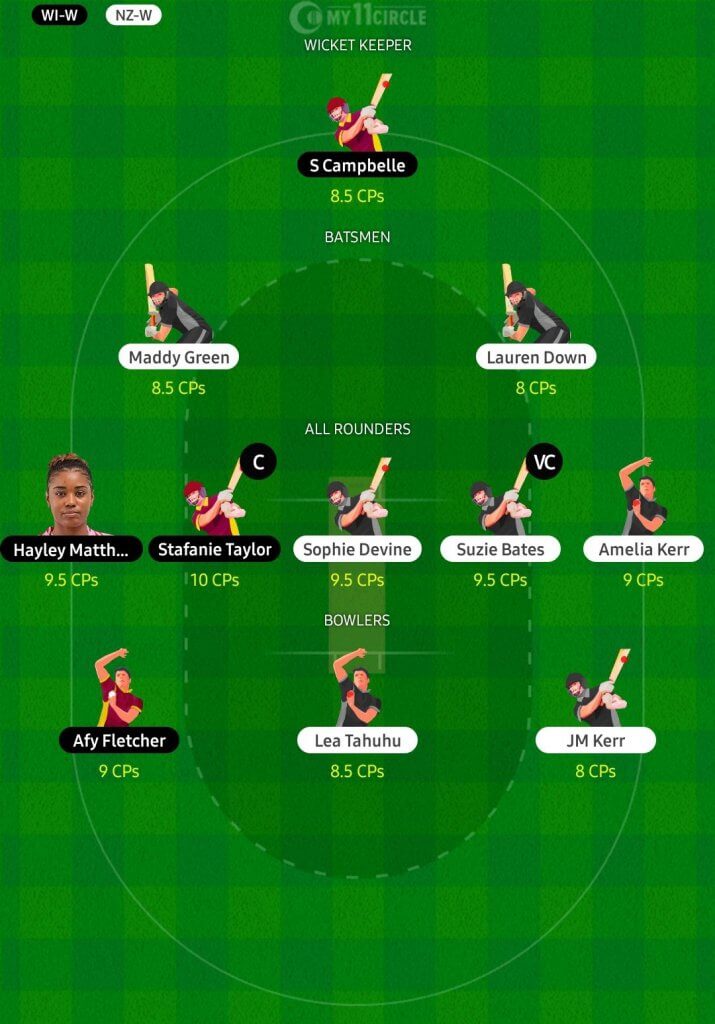 WI-W NZ-W
MY11CIRCLE
WICKET KEEPER
S Campbelle
8.5 CPs
BATSMEN
Maddy Green Lauren Down
8.5 CPs 8 CPs
ALL ROUNDERS
C VC
Hayley Matth... Stafanie Taylor Sophie Devine Suzie Bates Amelia Kerr
9.5 CPs 10 CPs 9.5 CPs 9.5 CPs 9 CPs
BOWLERS
Afy Fletcher Lea Tahuhu JM Kerr
9 CPs 8.5 CPs 8 CPs